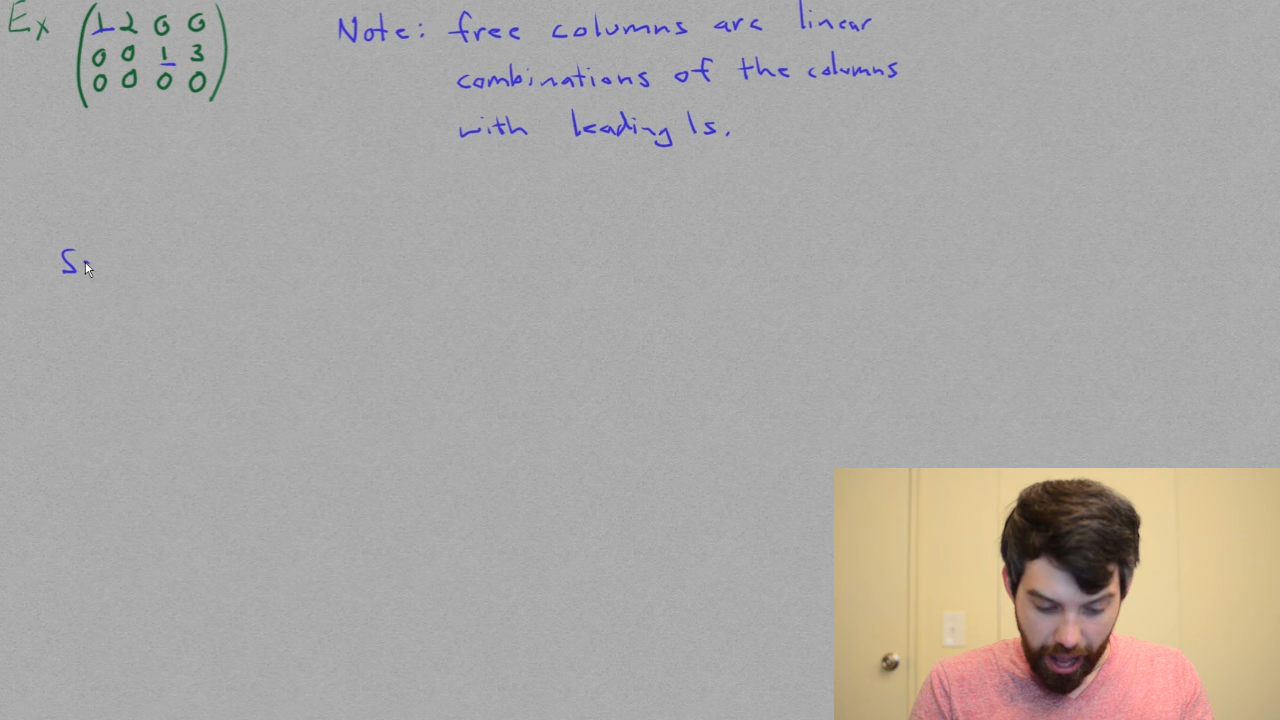 Ex
1 2 0 0
0 0 1 3
0 0 0 0
Note: free columns are linear
combinations of the columns
with leading 1s.
S